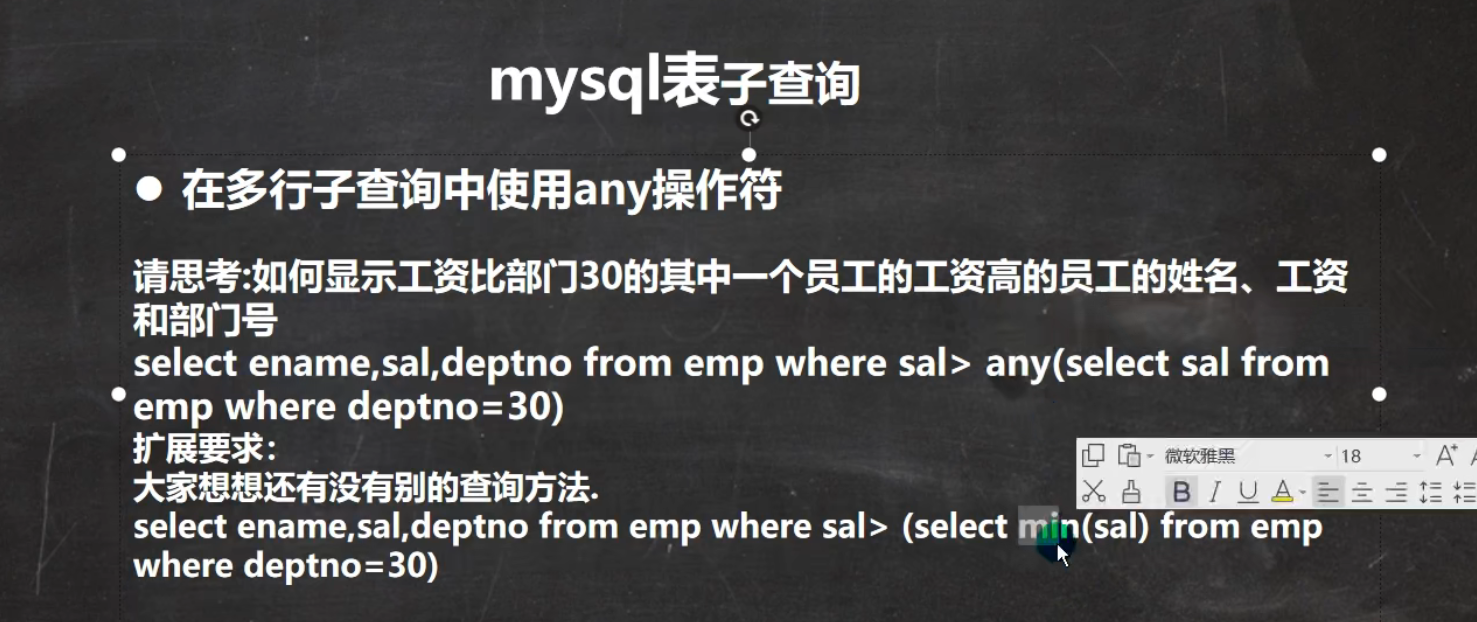 mysql表子查询
● 在多行子查询中使用any操作符
请思考:如何显示工资比部门30的其中一个员工的工资高的员工的姓名、工资
和部门号
select ename,sal,deptno from emp where sal> any(select sal from
emp where deptno=30)
扩展要求:
大家想想还有没有别的查询方法.
select ename,sal,deptno from emp where sal> (select min(sal) from emp
where deptno=30)
微软雅黑 18 A+
B I U A